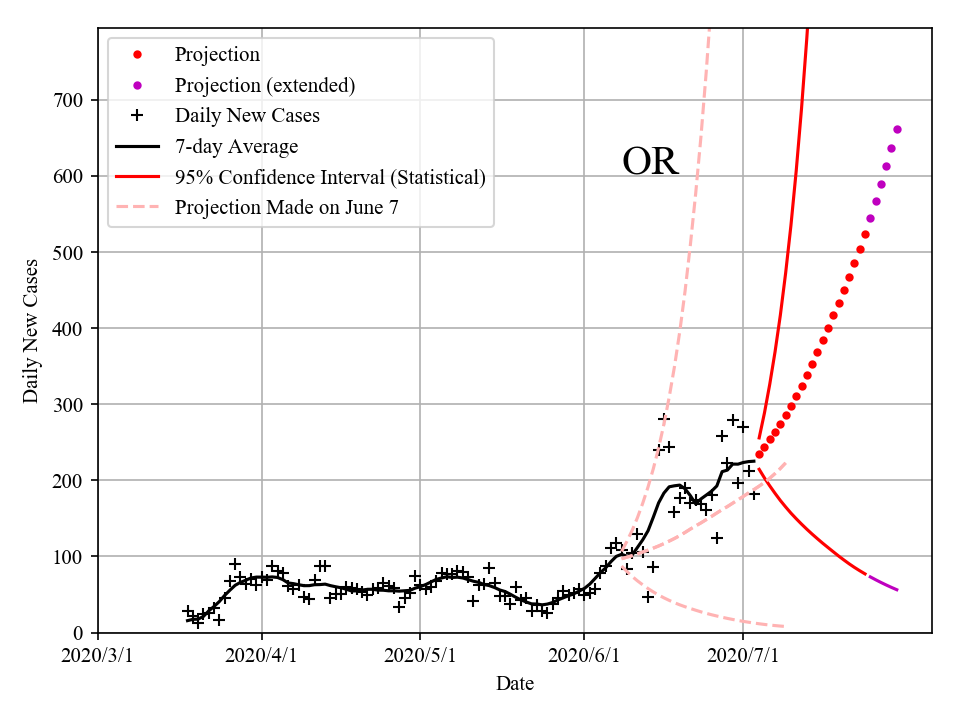 Projection
Projection (extended)
Daily New Cases
7-day Average
95% Confidence Interval (Statistical)
Projection Made on June 7
OR
700
600
500
400
300
200
100
0
Daily New Cases
2020/3/1 2020/4/1 2020/5/1 2020/6/1 2020/7/1
Date